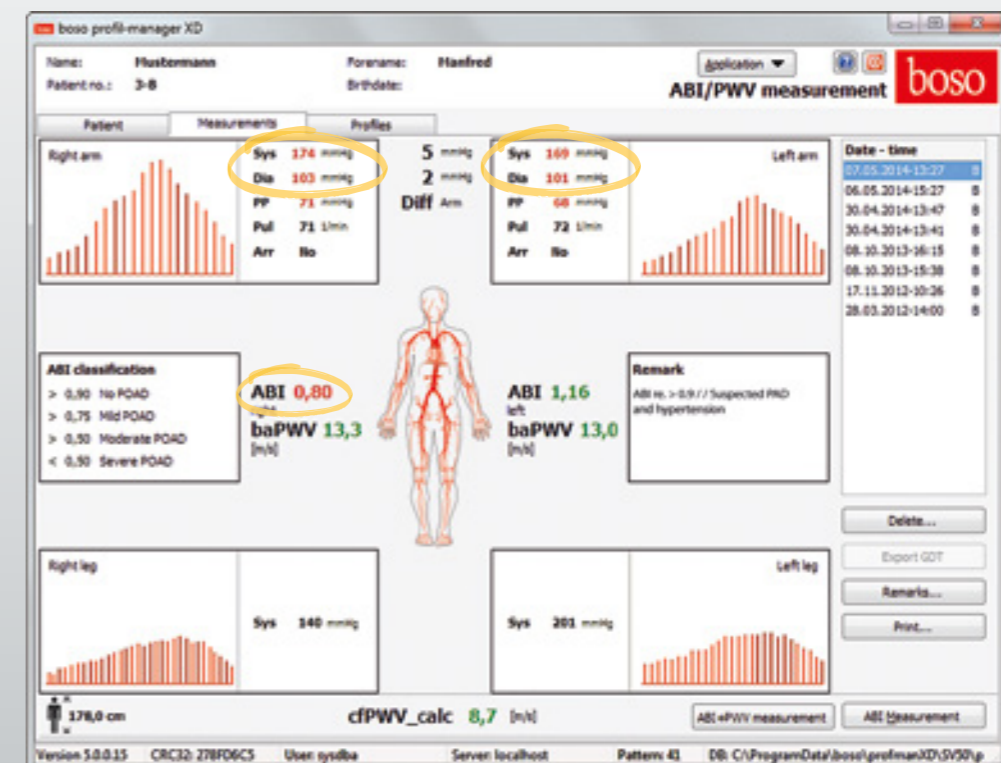 boso profil-manager XD
Name: Mustermann Forename: Manfred
Patient no.: 3-8 Birthdate:
Application
ABI/PWV measurement
boso
Patient Measurements Profiles
Right arm
Sys 174 mmHg
Dia 103 mmHg
PP 71 mmHg
Pul 71 1/min
Arr No
5 mmHg
2 mmHg
Diff Arm
Sys 169 mmHg
Dia 101 mmHg
PP 68 mmHg
Pul 72 1/min
Arr No
Left arm
Date - time
07.05.2014-13:27 B
06.05.2014-15:27 B
30.04.2014-13:47 B
30.04.2014-13:41 B
08.10.2013-16:15 B
08.10.2013-15:38 B
17.11.2012-10:26 B
28.03.2012-14:00 B
ABI classification
> 0,90 No POAD
> 0,75 Mild POAD
> 0,50 Moderate POAD
< 0,50 Severe POAD
ABI 0,80
right
baPWV 13,3
[m/s]
ABI 1,16
left
baPWV 13,0
[m/s]
Remark
ABI re. > 0.9 // Suspected PAD
and hypertension
Delete...
Export GDT
Remarks...
Print...
Right leg
Sys 140 mmHg
Sys 201 mmHg
Left leg
178,0 cm
cfPWV_calc 8,7 [m/s]
ABI+PWV measurement
ABI Measurement
Version 5.0.0.15 CRC32: 278FD6C5 User: sysdba Server: localhost Pattern: 41 DB: C:\ProgramData\boso\profmanXD\SV50\p